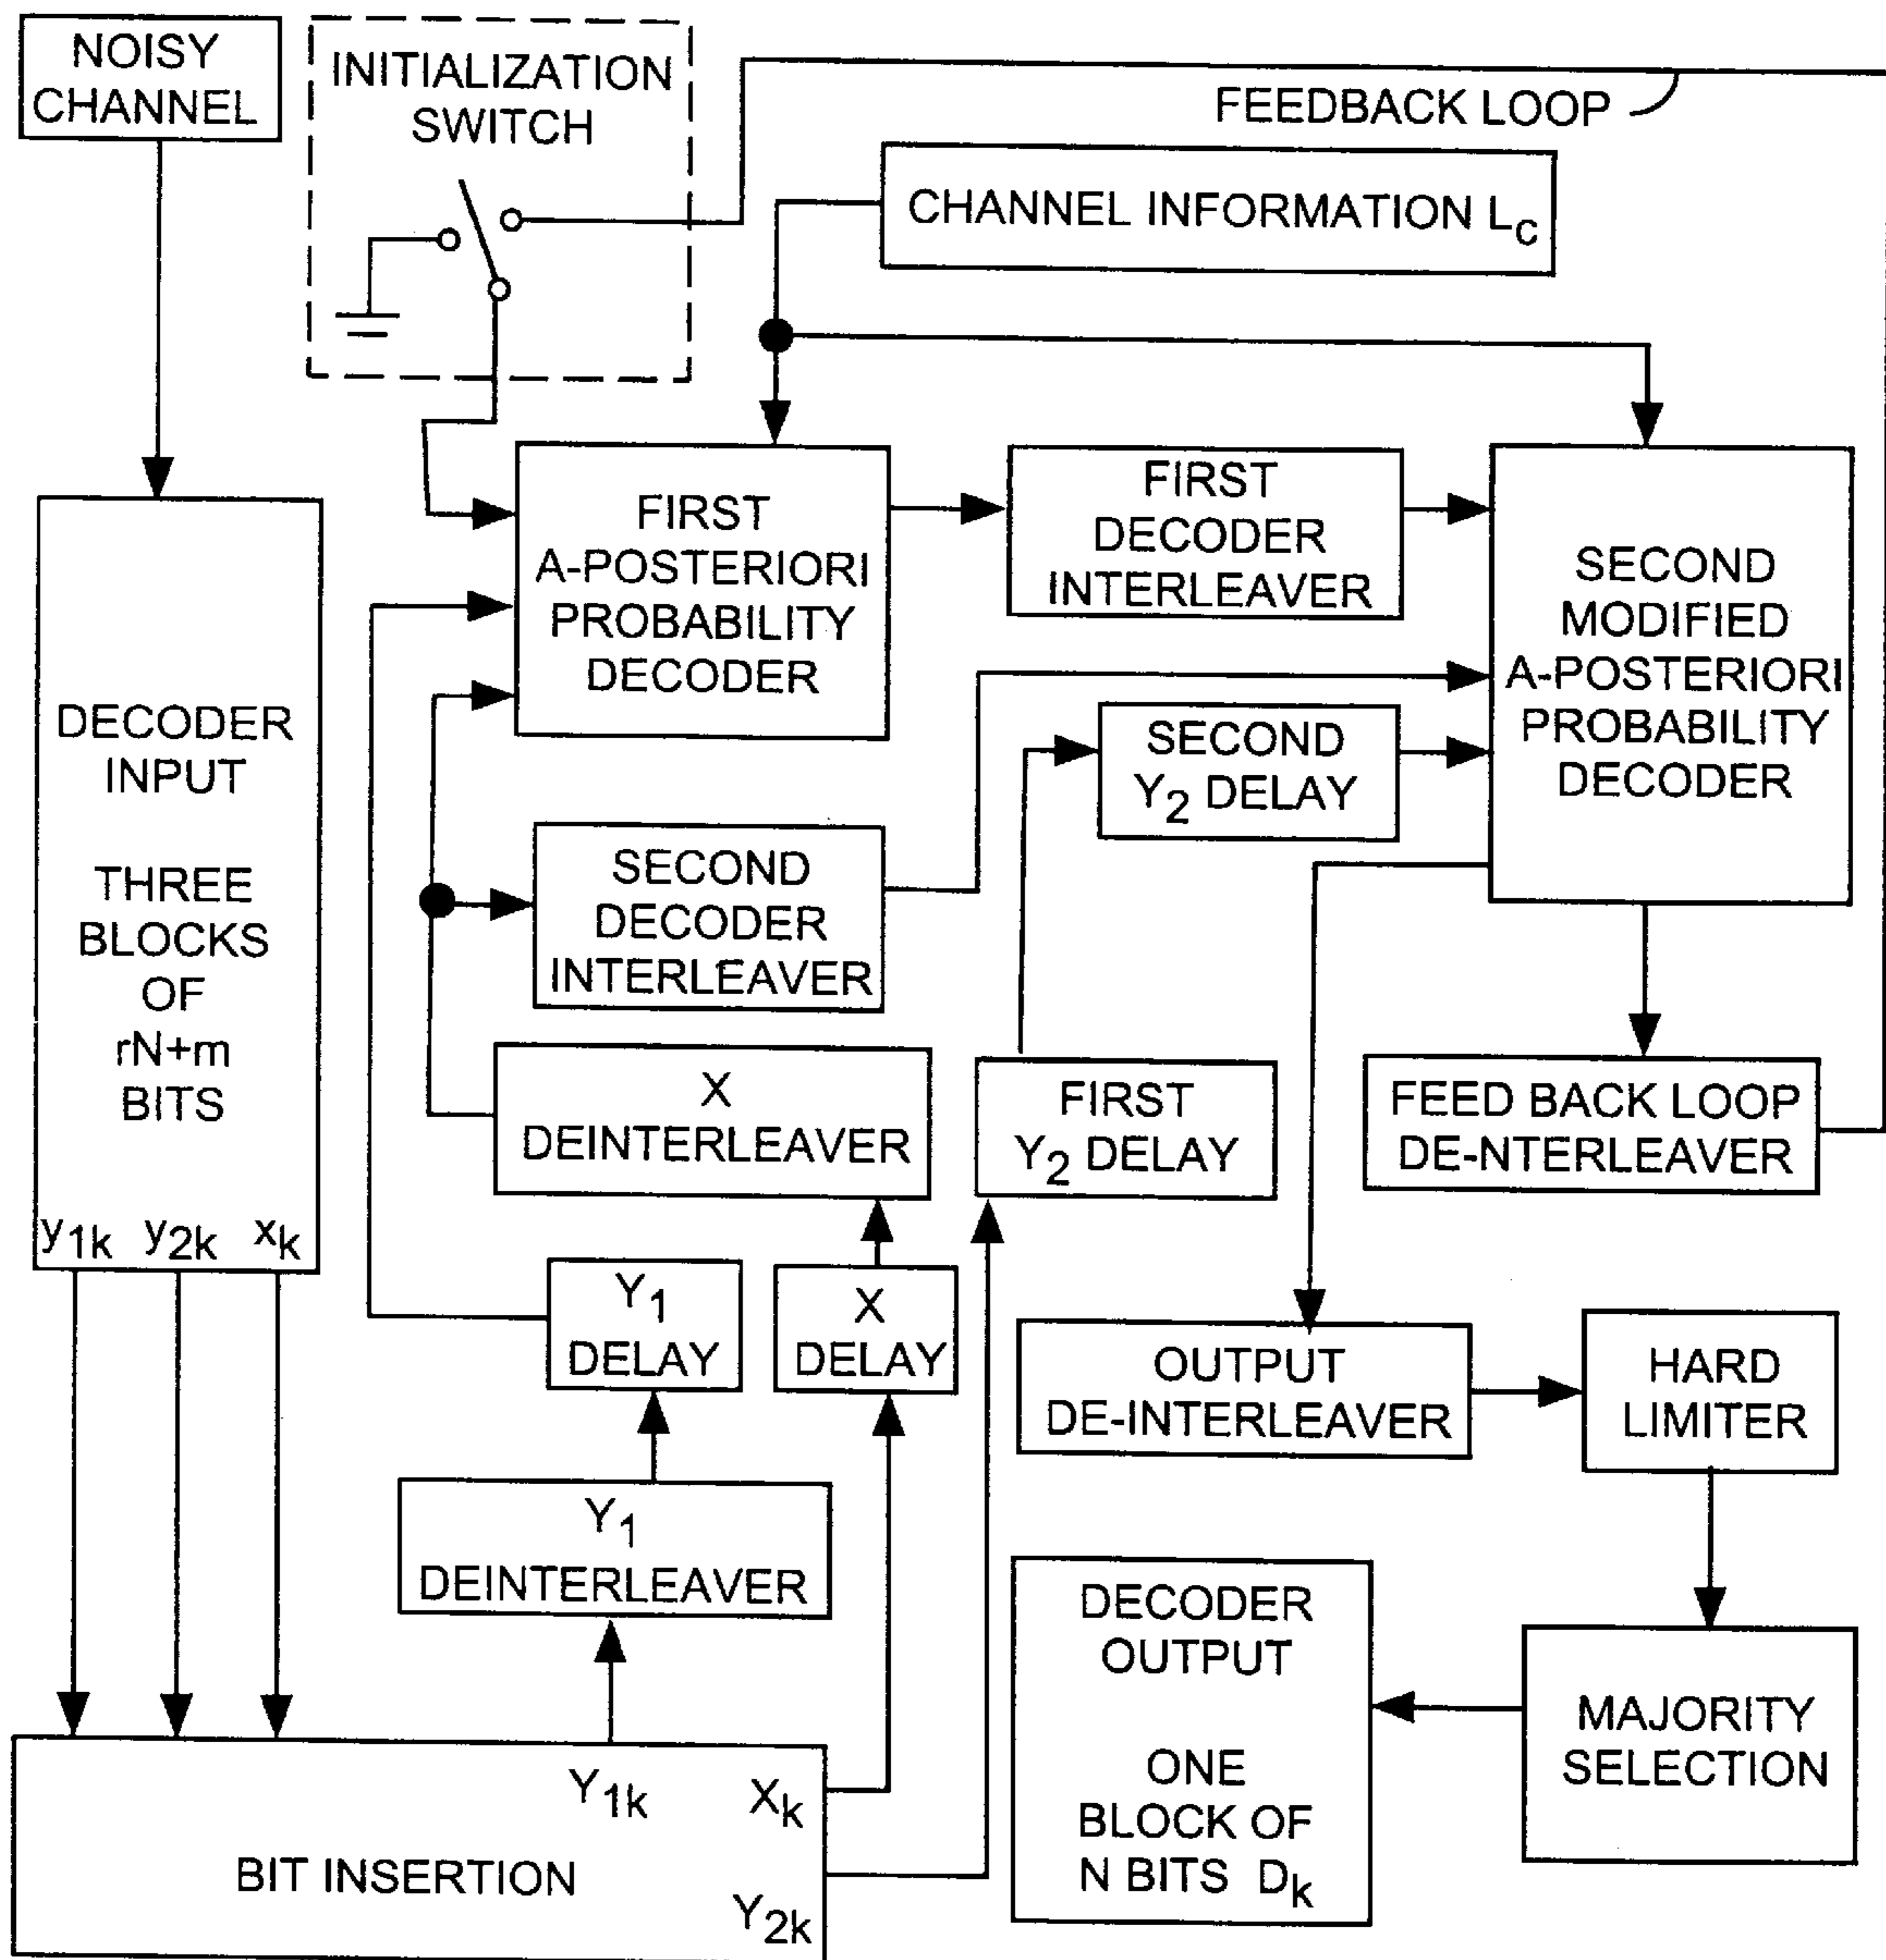 NOISY
CHANNEL
INITIALIZATION
SWITCH
FEEDBACK LOOP
CHANNEL INFORMATION Lc
FIRST
A-POSTERIORI
PROBABILITY
DECODER
FIRST
DECODER
INTERLEAVER
SECOND
MODIFIED
A-POSTERIORI
PROBABILITY
DECODER
DECODER
INPUT
THREE
BLOCKS
OF
rN+m
BITS
y1k y2k xk
SECOND
Y2 DELAY
SECOND
DECODER
INTERLEAVER
X
DEINTERLEAVER
FIRST
Y2 DELAY
FEED BACK LOOP
DE-NTERLEAVER
Y1
DELAY
X
DELAY
OUTPUT
DE-INTERLEAVER
HARD
LIMITER
Y1
DEINTERLEAVER
DECODER
OUTPUT
ONE
BLOCK OF
N BITS Dk
MAJORITY
SELECTION
Y1k
Xk
BIT INSERTION
Y2k